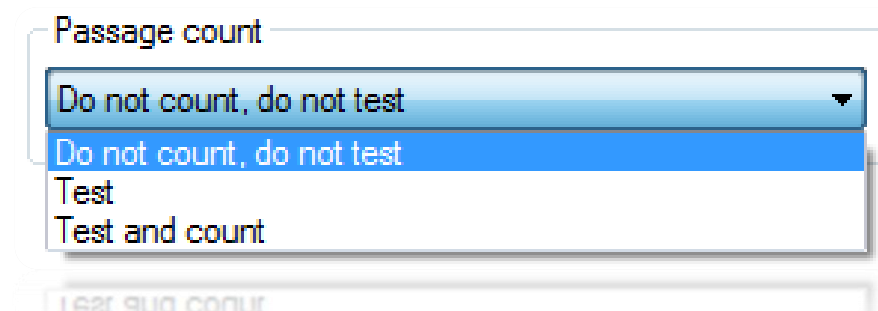 Passage count
Do not count, do not test
Do not count, do not test
Test
Test and count